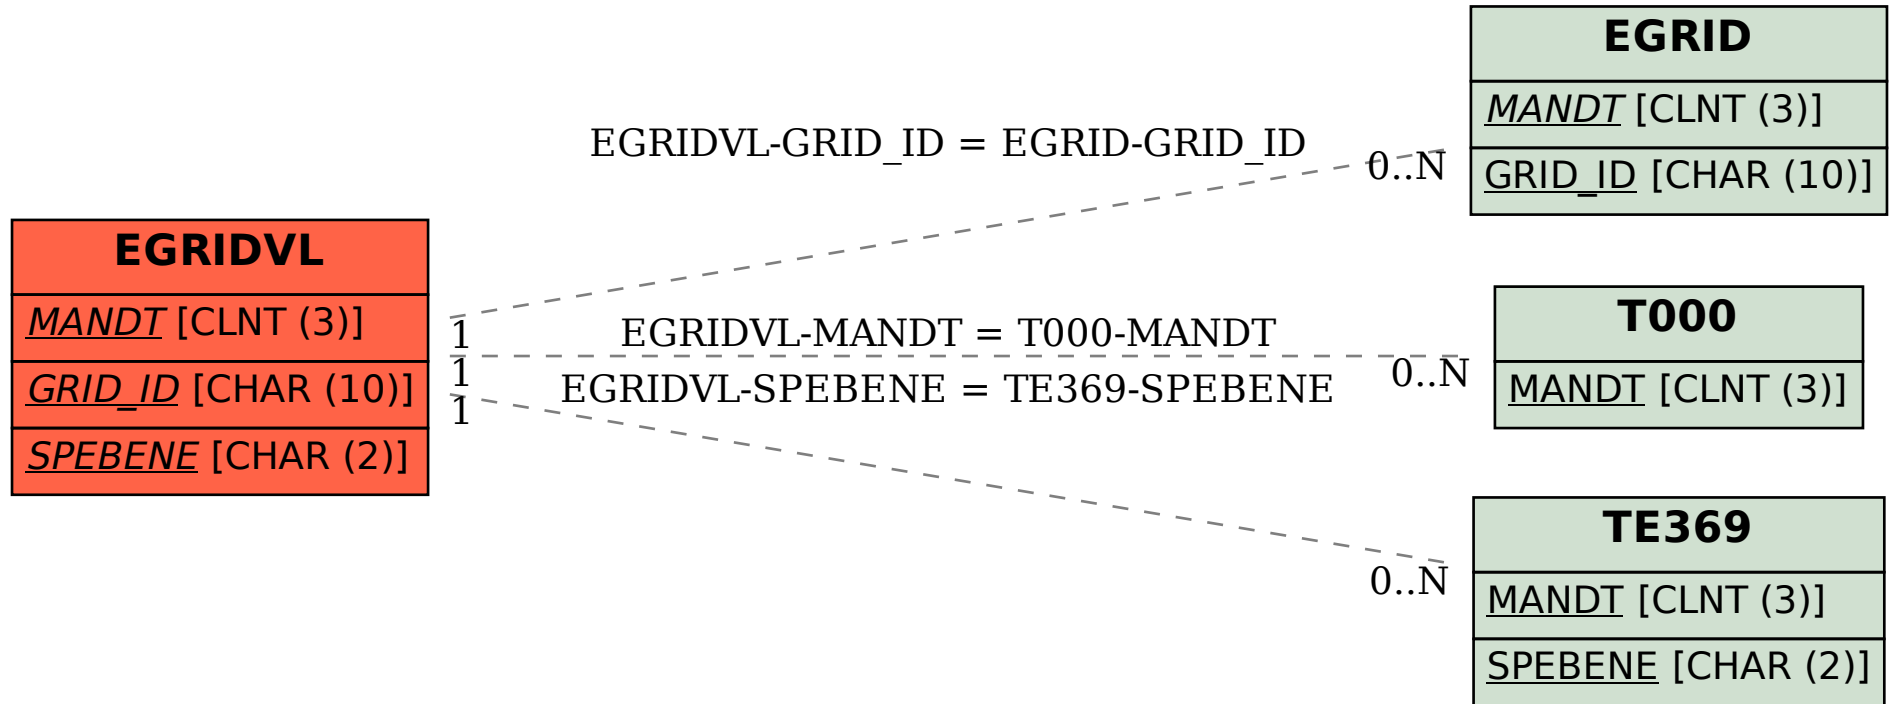 EGRIDVL
MANDT [CLNT (3)]
GRID_ID [CHAR (10)]
SPEBENE [CHAR (2)]
EGRIDVL-GRID_ID = EGRID-GRID_ID
0..N
1
EGRIDVL-MANDT = T000-MANDT
0..N
1
EGRIDVL-SPEBENE = TE369-SPEBENE
0..N
1
EGRID
MANDT [CLNT (3)]
GRID_ID [CHAR (10)]
T000
MANDT [CLNT (3)]
TE369
MANDT [CLNT (3)]
SPEBENE [CHAR (2)]